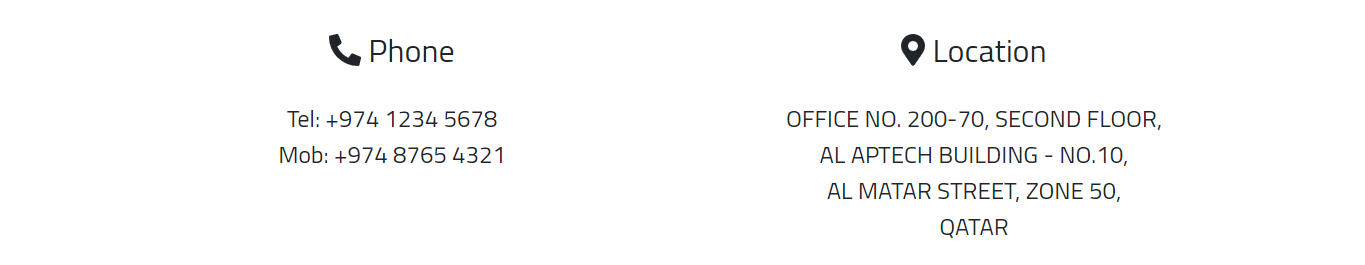 Phone
Tel: +974 1234 5678
Mob: +974 8765 4321
Location
OFFICE NO. 200-70, SECOND FLOOR,
AL APTECH BUILDING - NO.10,
AL MATAR STREET, ZONE 50,
QATAR